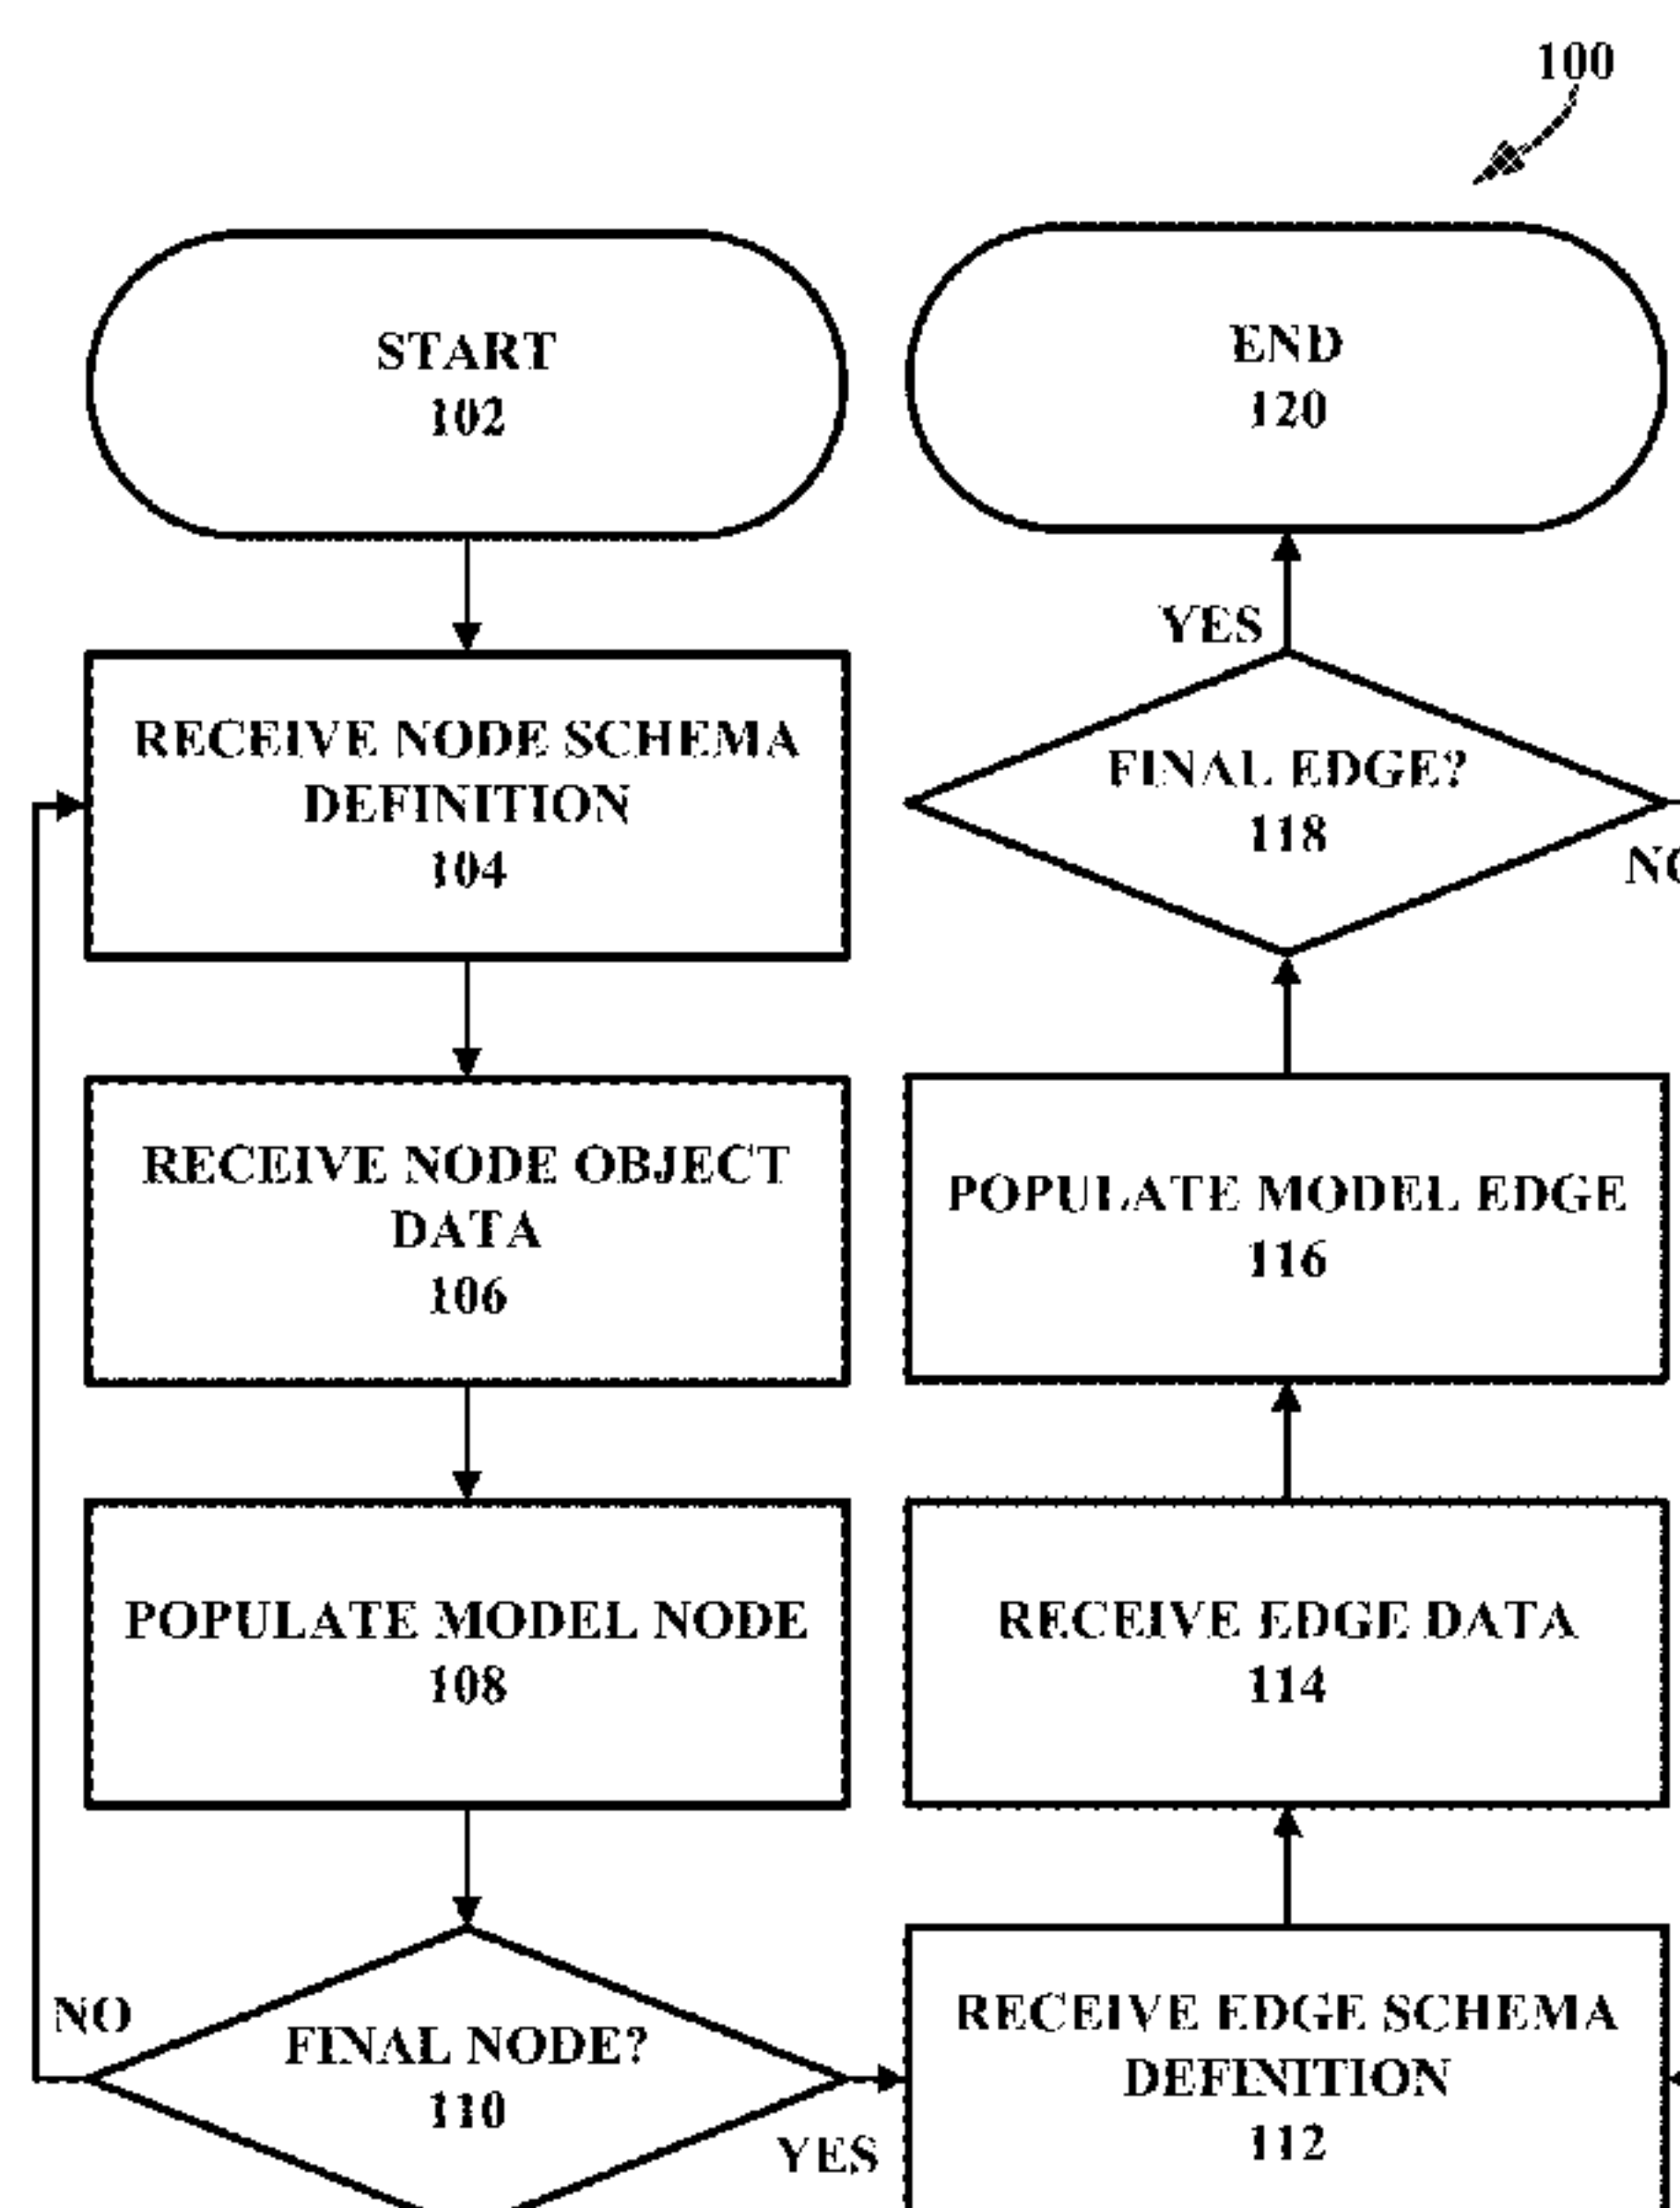 100
START
102
RECEIVE NODE SCHEMA
DEFINITION
104
RECEIVE NODE OBJECT
DATA
106
POPULATE MODEL NODE
108
NO
FINAL NODE?
110
YES
END
120
YES
FINAL EDGE?
118
POPULATE MODEL EDGE
116
RECEIVE EDGE DATA
114
RECEIVE EDGE SCHEMA
DEFINITION
112